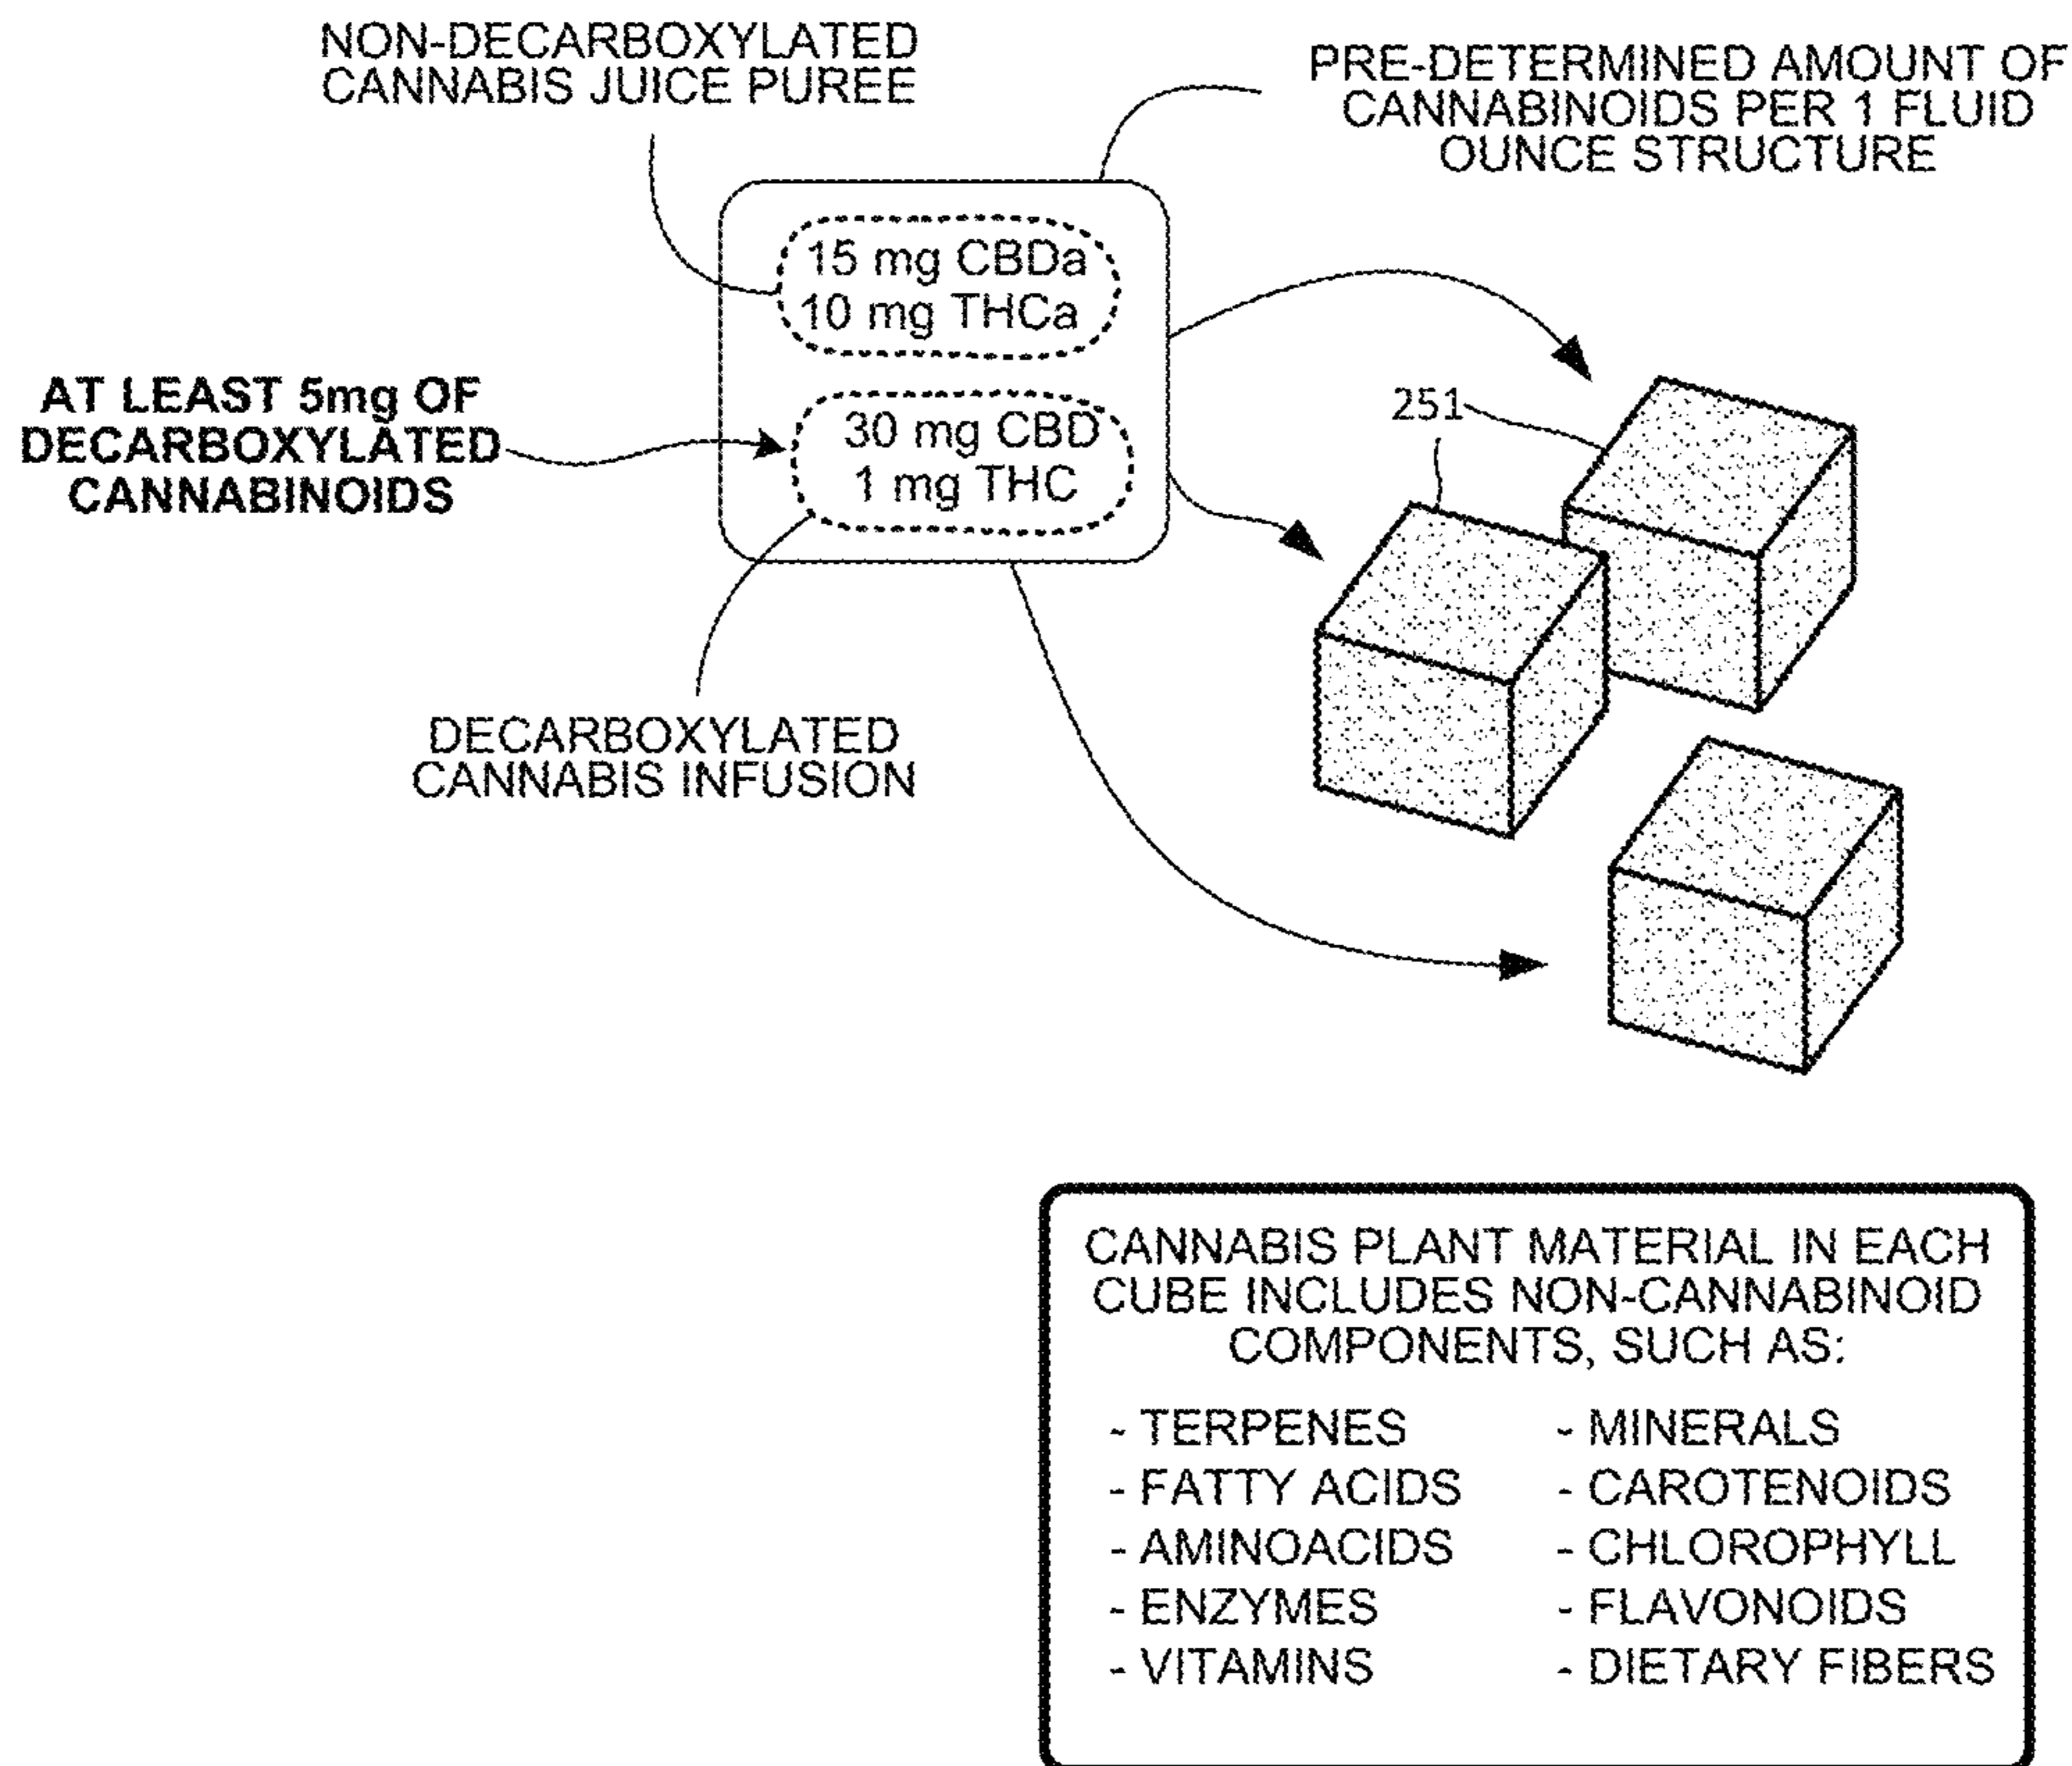 NON-DECARBOXYLATED
CANNABIS JUICE PUREE
PRE-DETERMINED AMOUNT OF
CANNABINOIDS PER 1 FLUID
OUNCE STRUCTURE
15 mg CBDa
10 mg THCa
AT LEAST 5mg OF
DECARBOXYLATED
CANNABINOIDS
30 mg CBD
1 mg THC
251
DECARBOXYLATED
CANNABIS INFUSION
CANNABIS PLANT MATERIAL IN EACH
CUBE INCLUDES NON-CANNABINOID
COMPONENTS, SUCH AS:
- TERPENES
- FATTY ACIDS
- AMINOACIDS
- ENZYMES
- VITAMINS
- MINERALS
- CAROTENOIDS
- CHLOROPHYLL
- FLAVONOIDS
- DIETARY FIBERS